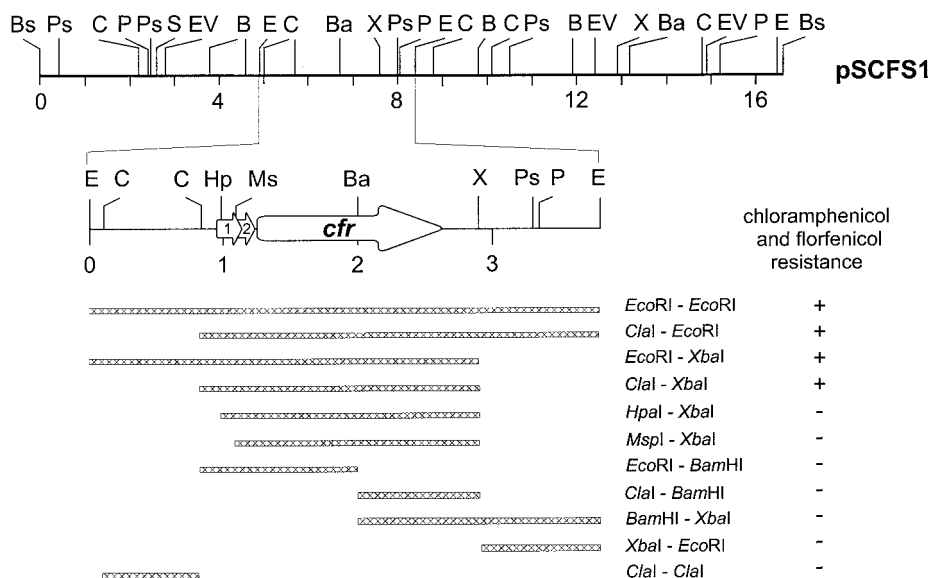 Bs Ps C P Ps S EV B E C Ba X Ps P E C B C Ps B EV X Ba C EV P E Bs
pSCFS1
0 4 8 12 16
E C C Hp Ms Ba X Ps P E
1 2 cfr
0 1 2 3
chloramphenicol
and florfenicol
resistance
EcoRI - EcoRI +
ClaI - EcoRI +
EcoRI - XbaI +
ClaI - XbaI +
HpaI - XbaI -
MspI - XbaI -
EcoRI - BamHI -
ClaI - BamHI -
BamHI - XbaI -
XbaI - EcoRI -
ClaI - ClaI -